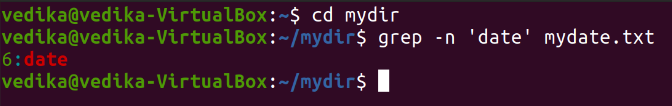 vedika@vedika-VirtualBox:~$ cd mydir
vedika@vedika-VirtualBox:~/mydir$ grep -n 'date' mydate.txt
6:date
vedika@vedika-VirtualBox:~/mydir$